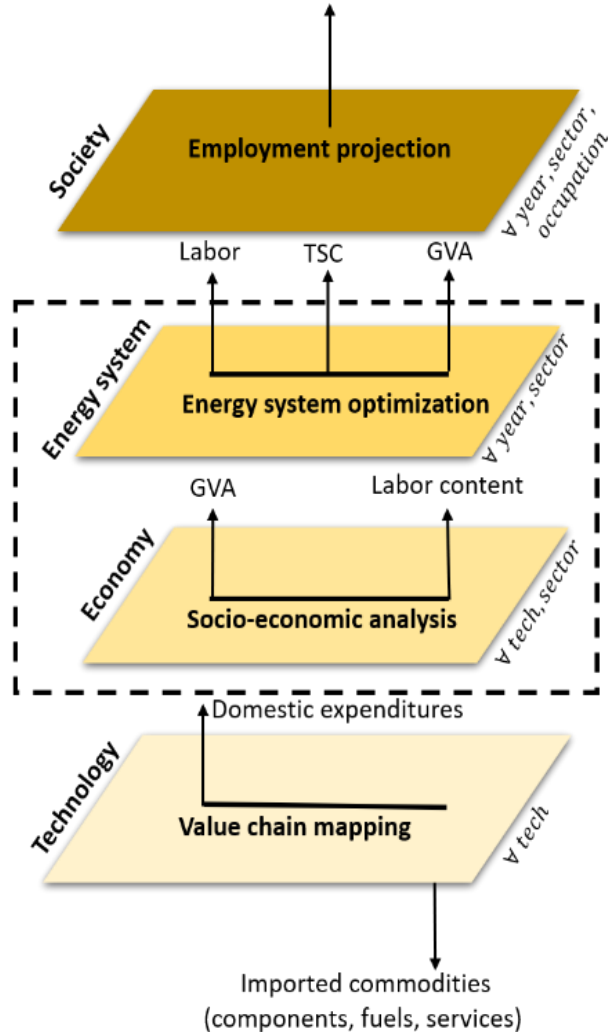 Society
Employment projection
∀ year, sector,
occupation
Labor TSC GVA
Energy system
Energy system optimization
∀ year, sector
GVA Labor content
Economy
Socio-economic analysis
∀ tech, sector
Domestic expenditures
Technology
Value chain mapping
∀ tech
Imported commodities
(components, fuels, services)